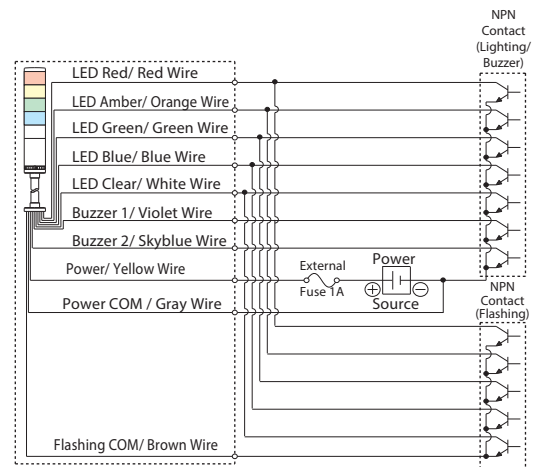 NPN
Contact
(Lighting/
Buzzer)
LED Red/ Red Wire
LED Amber/ Orange Wire
LED Green/ Green Wire
LED Blue/ Blue Wire
LED Clear/ White Wire
Buzzer 1/ Violet Wire
Buzzer 2/ Skyblue Wire
Power/ Yellow Wire
External
Fuse 1A
Power
Source
Power COM / Gray Wire
NPN
Contact
(Flashing)
Flashing COM/ Brown Wire